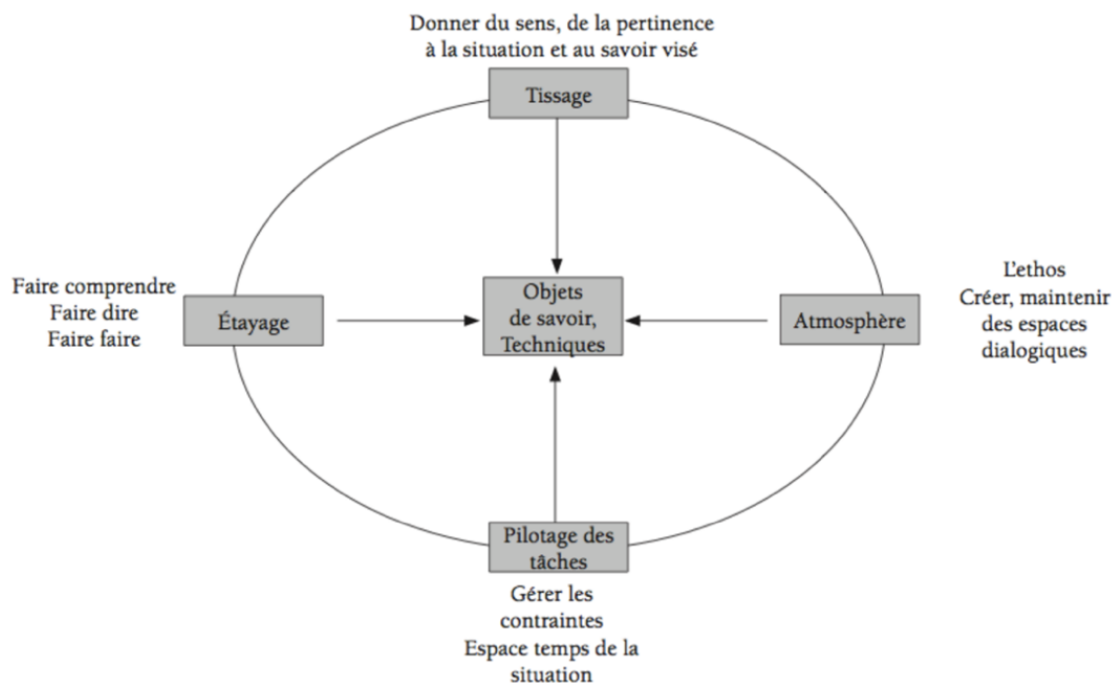 Donner du sens, de la pertinence
à la situation et au savoir visé
Tissage
Faire comprendre
Faire dire
Faire faire
Étayage
Objets
de savoir,
Techniques
Atmosphère
L'ethos
Créer, maintenir
des espaces
dialogiques
Pilotage des
tâches
Gérer les
contraintes
Espace temps de la
situation